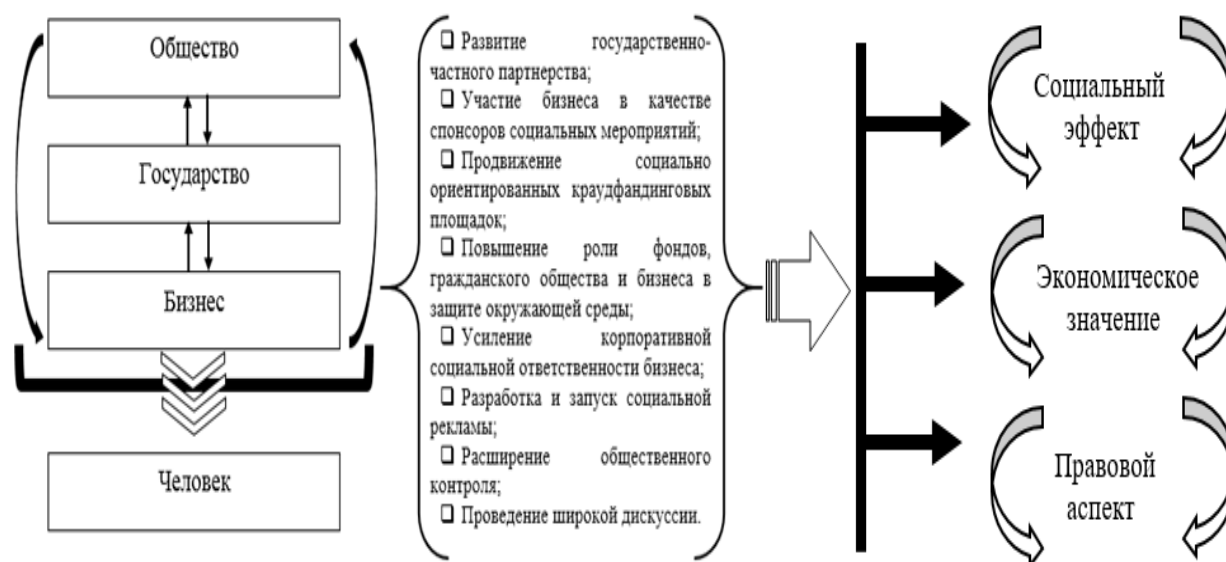 Общество
Государство
Бизнес
Человек
❑ Развитие государственно-
частного партнерства;
❑ Участие бизнеса в качестве
спонсоров социальных мероприятий;
❑ Продвижение социально
ориентированных краудфандинговых
площадок;
❑ Повышение роли фондов,
гражданского общества и бизнеса в
защите окружающей среды;
❑ Усиление корпоративной
социальной ответственности бизнеса;
❑ Разработка и запуск социальной
рекламы;
❑ Расширение общественного
контроля;
❑ Проведение широкой дискуссии.
Социальный
эффект
Экономическое
значение
Правовой
аспект